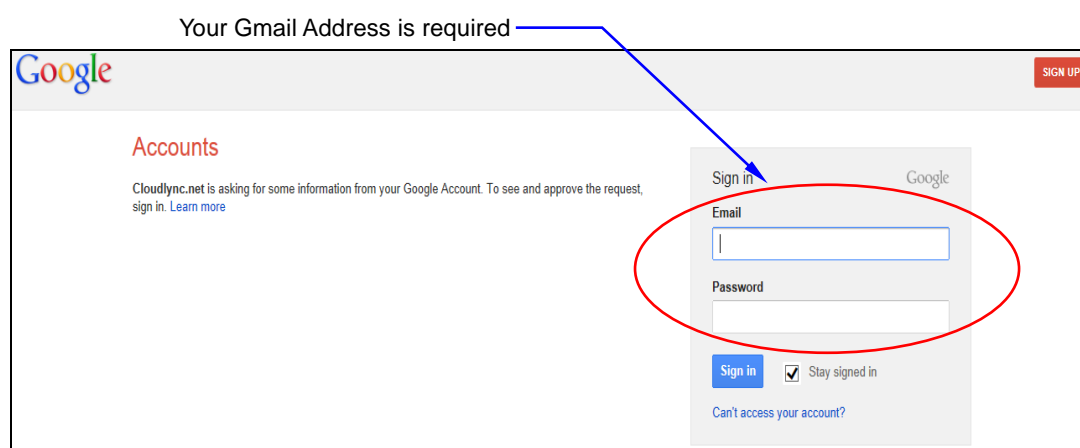 Your Gmail Address is required
Google
SIGN UP
Accounts
Cloudlync.net is asking for some information from your Google Account. To see and approve the request,
sign in. Learn more
Sign in Google
Email
Password
Sign in Stay signed in
Can't access your account?